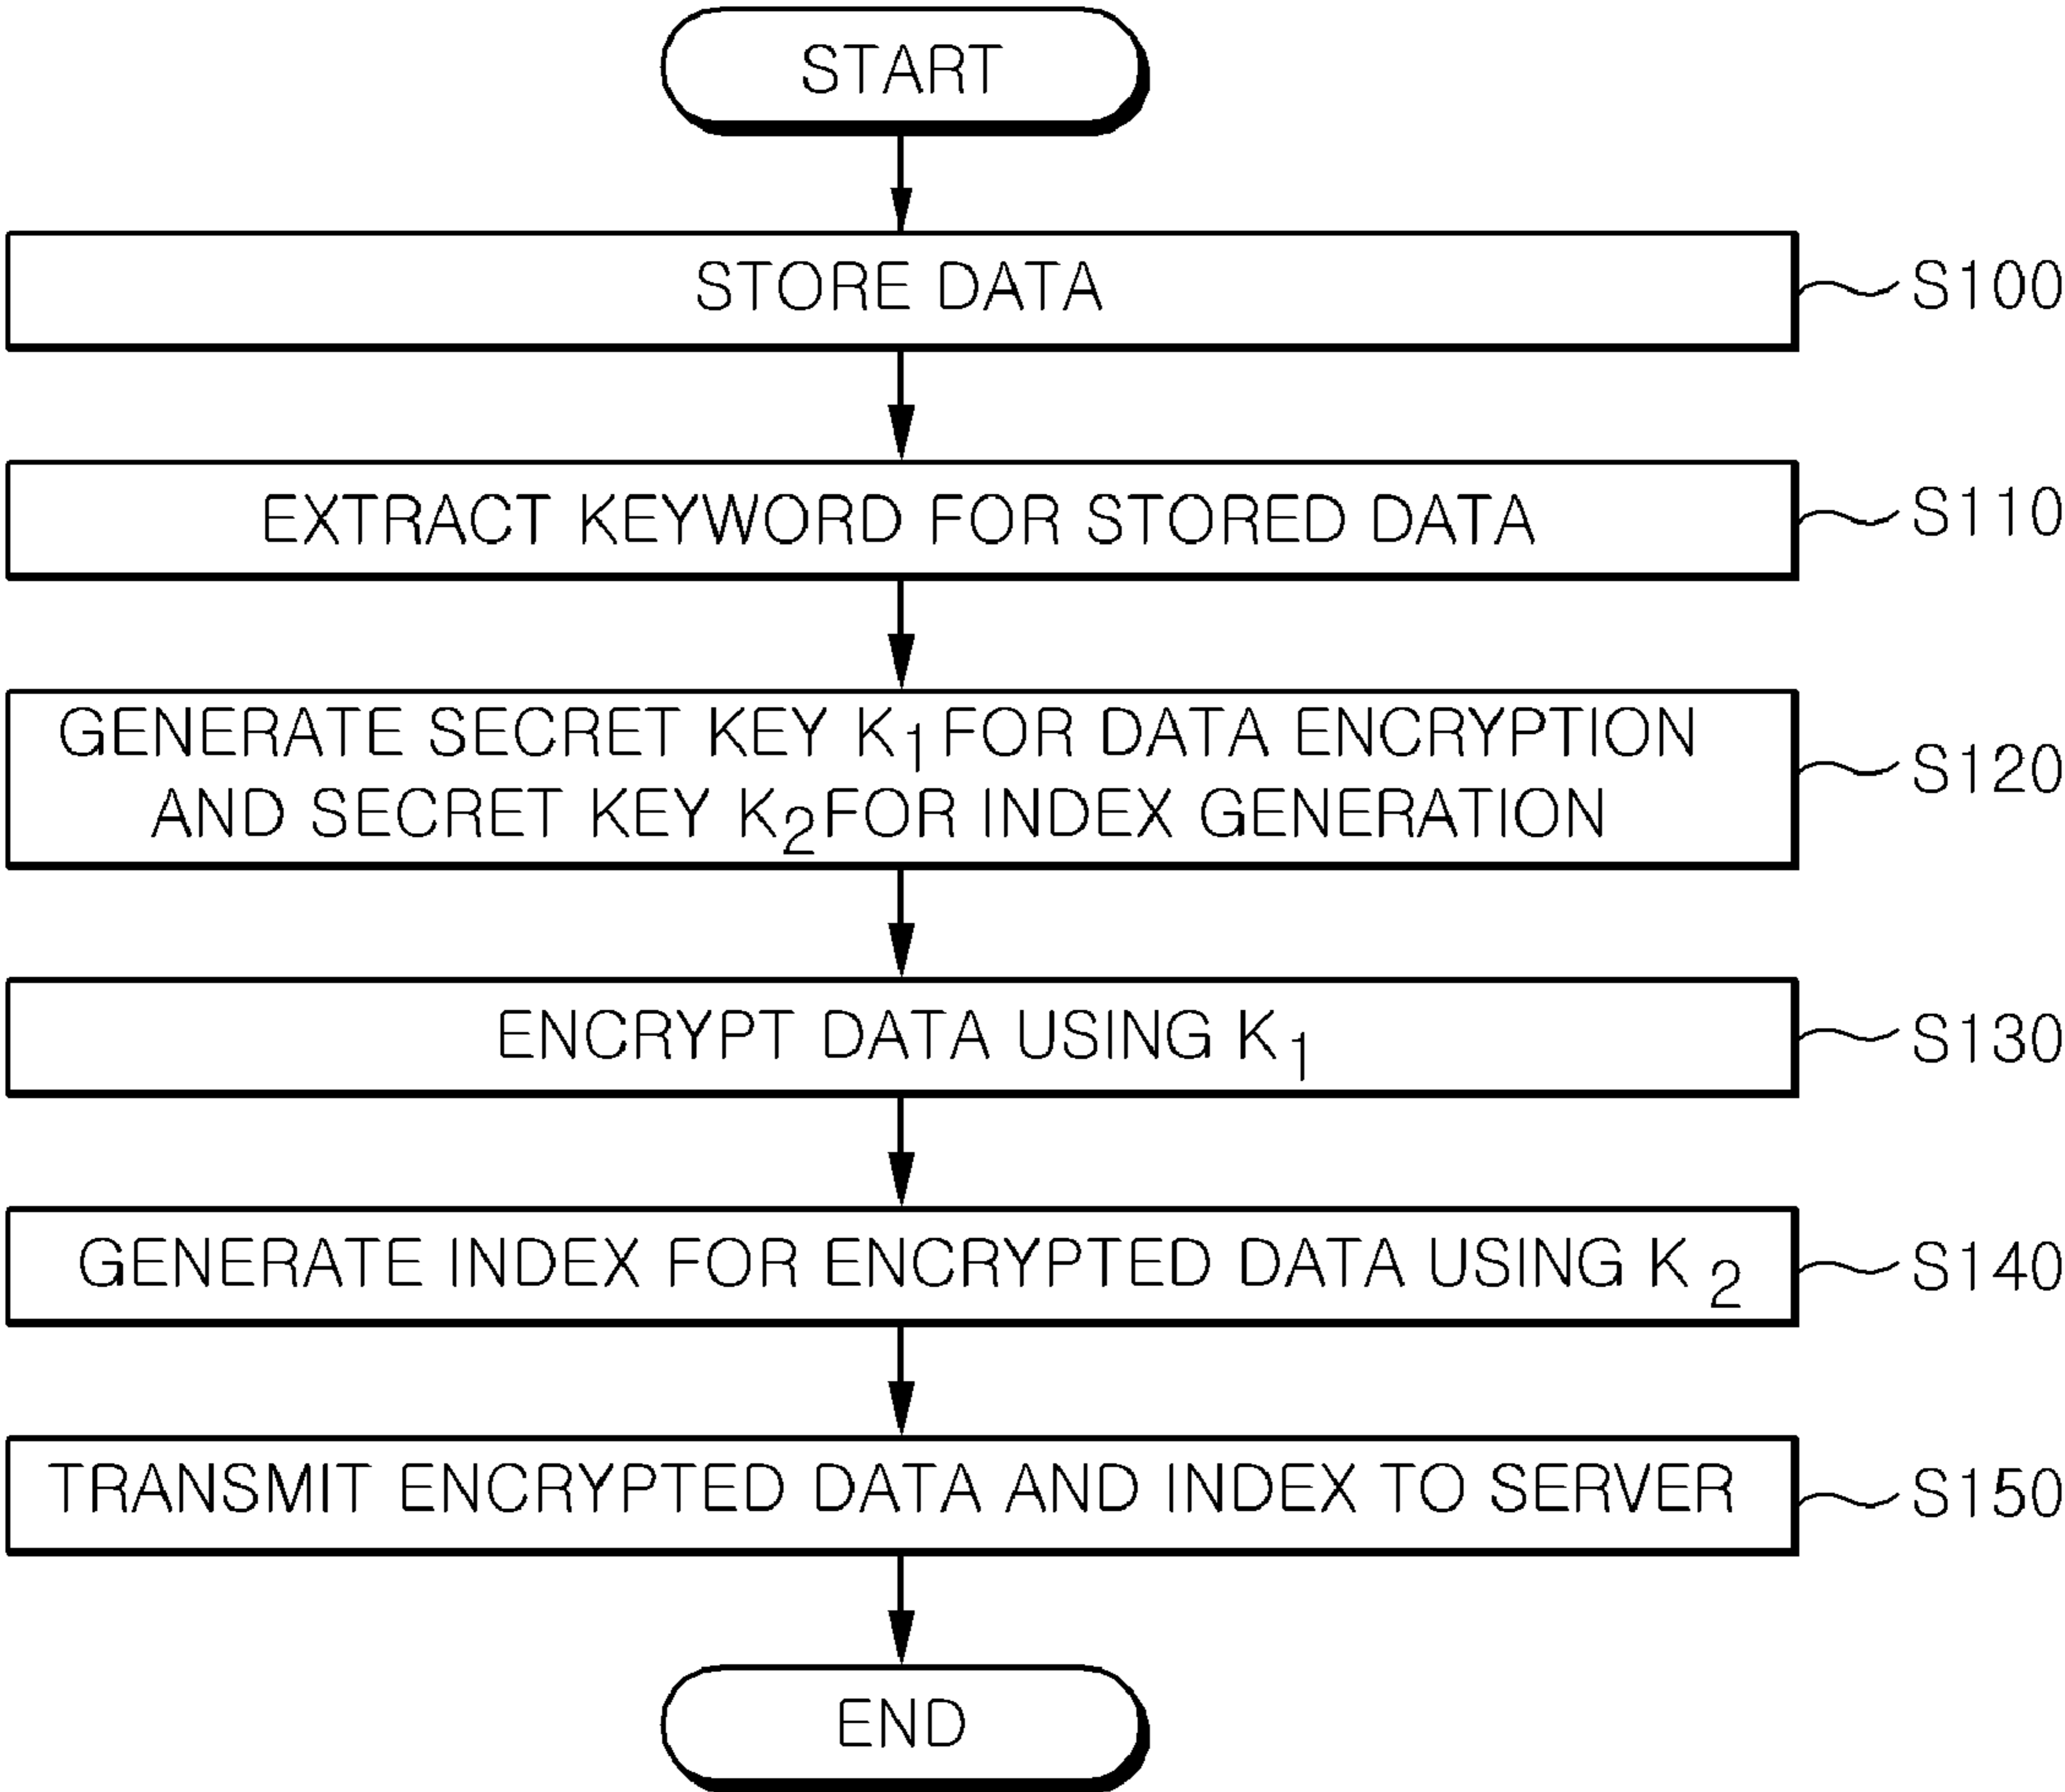 START
STORE DATA
S100
EXTRACT KEYWORD FOR STORED DATA
S110
GENERATE SECRET KEY K1 FOR DATA ENCRYPTION
AND SECRET KEY K2 FOR INDEX GENERATION
S120
ENCRYPT DATA USING K1
S130
GENERATE INDEX FOR ENCRYPTED DATA USING K2
S140
TRANSMIT ENCRYPTED DATA AND INDEX TO SERVER
S150
END